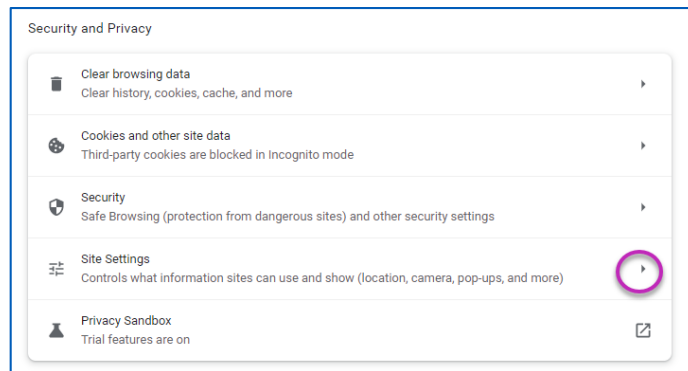 Security and Privacy
Clear browsing data
Clear history, cookies, cache, and more
Cookies and other site data
Third-party cookies are blocked in Incognito mode
Security
Safe Browsing (protection from dangerous sites) and other security settings
Site Settings
Controls what information sites can use and show (location, camera, pop-ups, and more)
Privacy Sandbox
Trial features are on